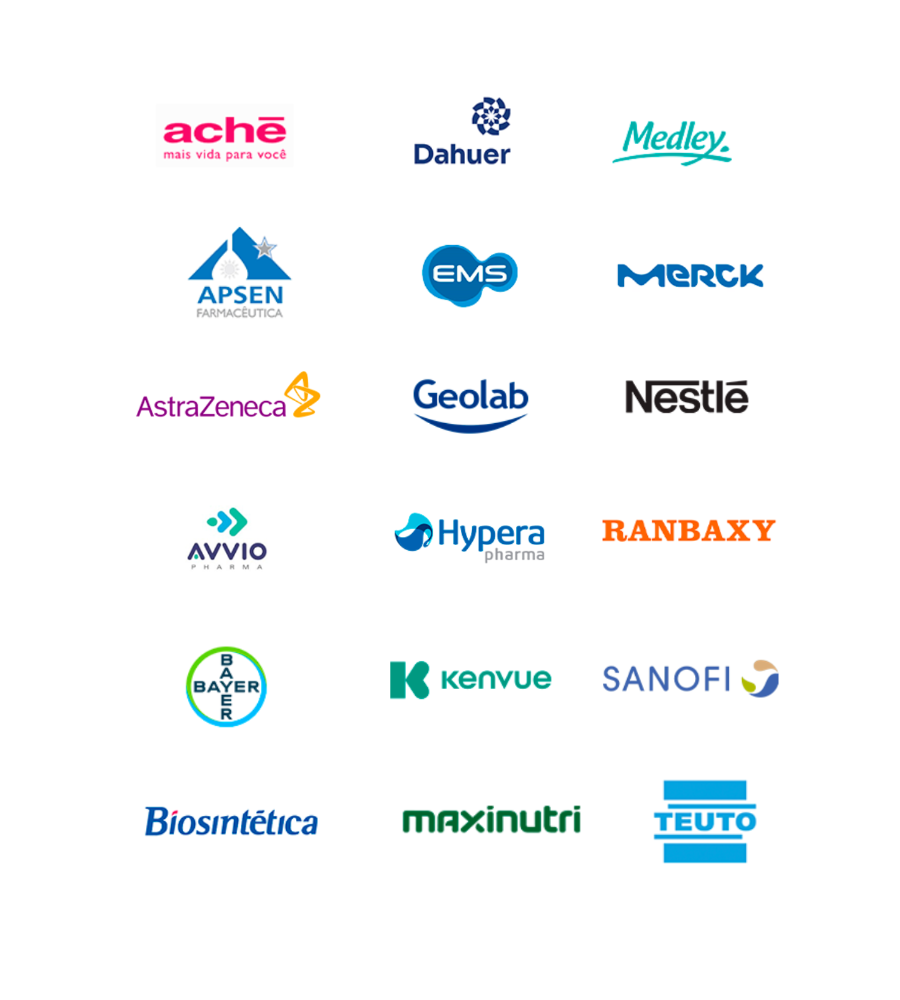 achē
mais vida para você
Dahuer
Medley.
APSEN
FARMACÊUTICA
EMS
MERCK
AstraZeneca
Geolab
Nestlé
AVVIO
PHARMA
Hypera
pharma
RANBAXY
BAYER
BAYER
Kenvue
SANOFI
Biosintética
maxinutri
TEUTO